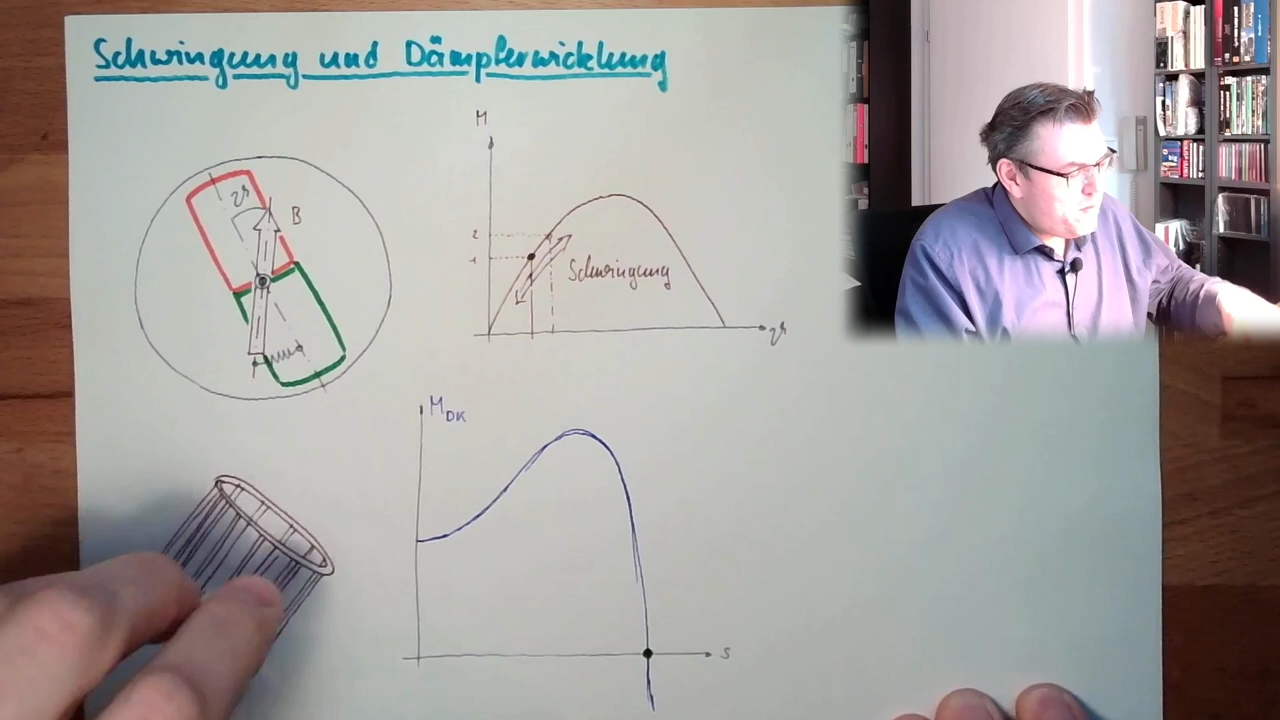 Schwingung und Dämpferwicklung
M
ϑ
B
2
1
Schwingung
ϑ
M_DK
s